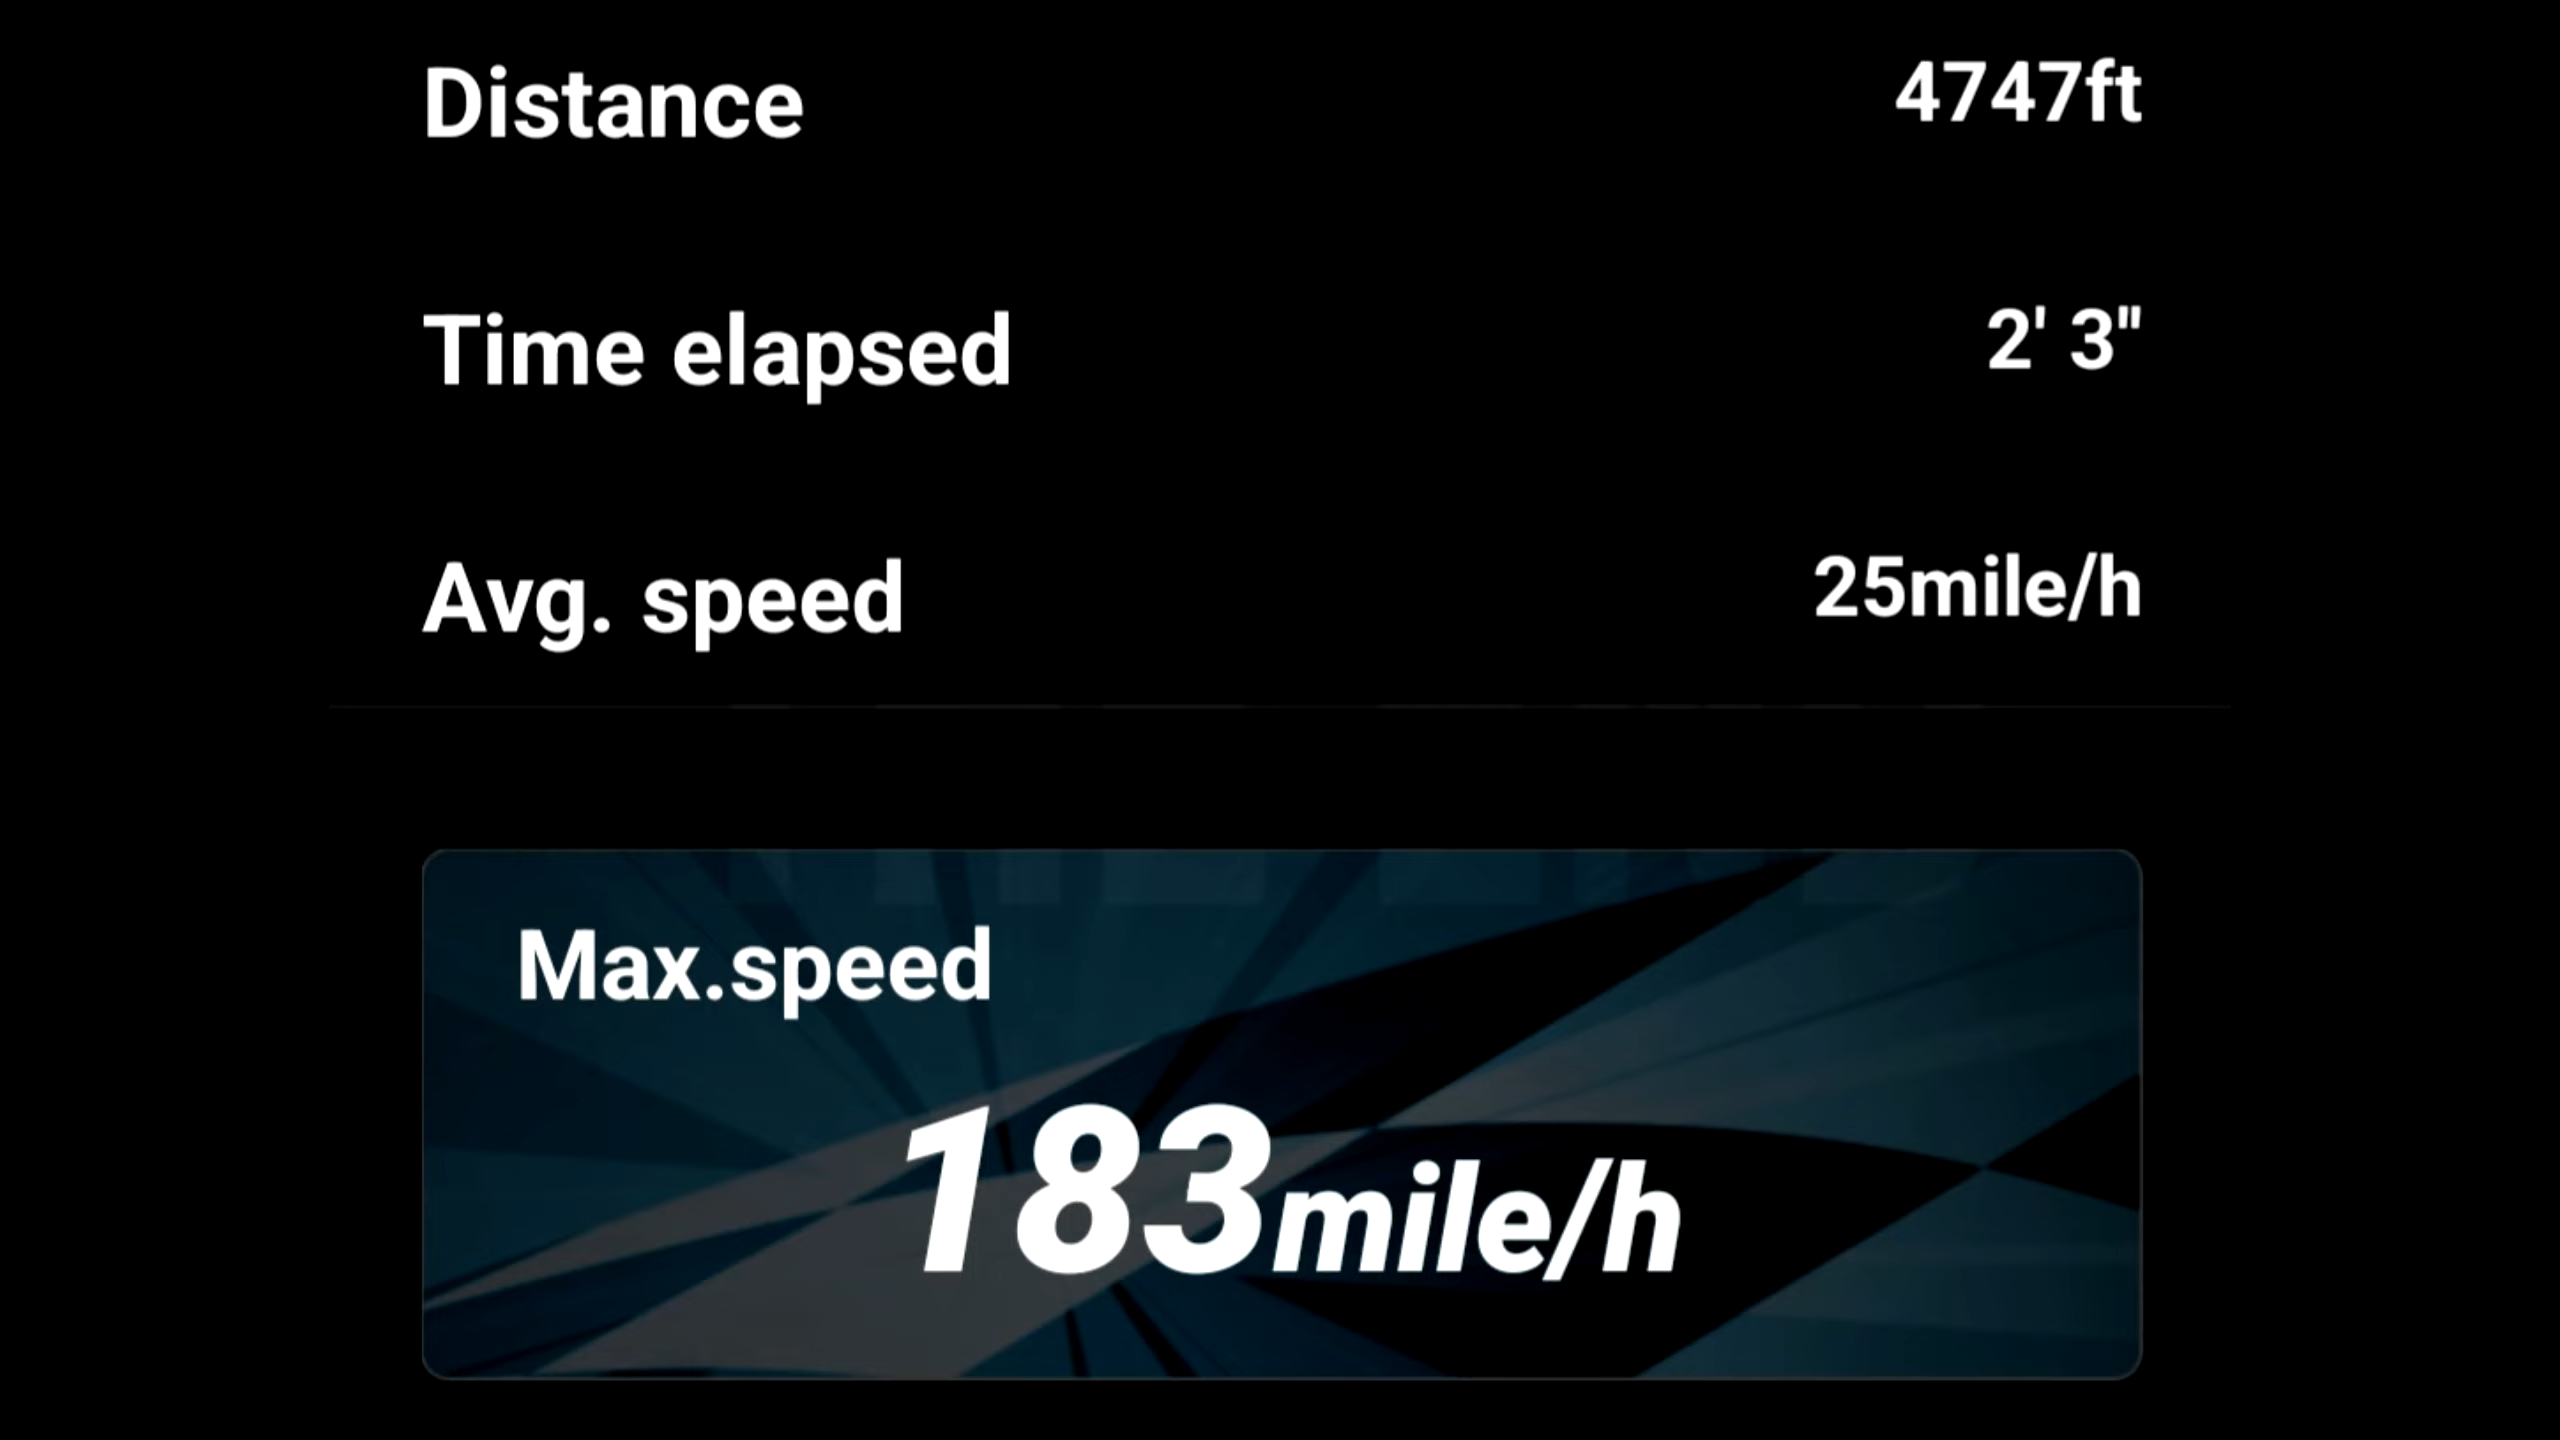 Distance 4747ft
Time elapsed 2' 3"
Avg. speed 25mile/h
Max.speed
183mile/h